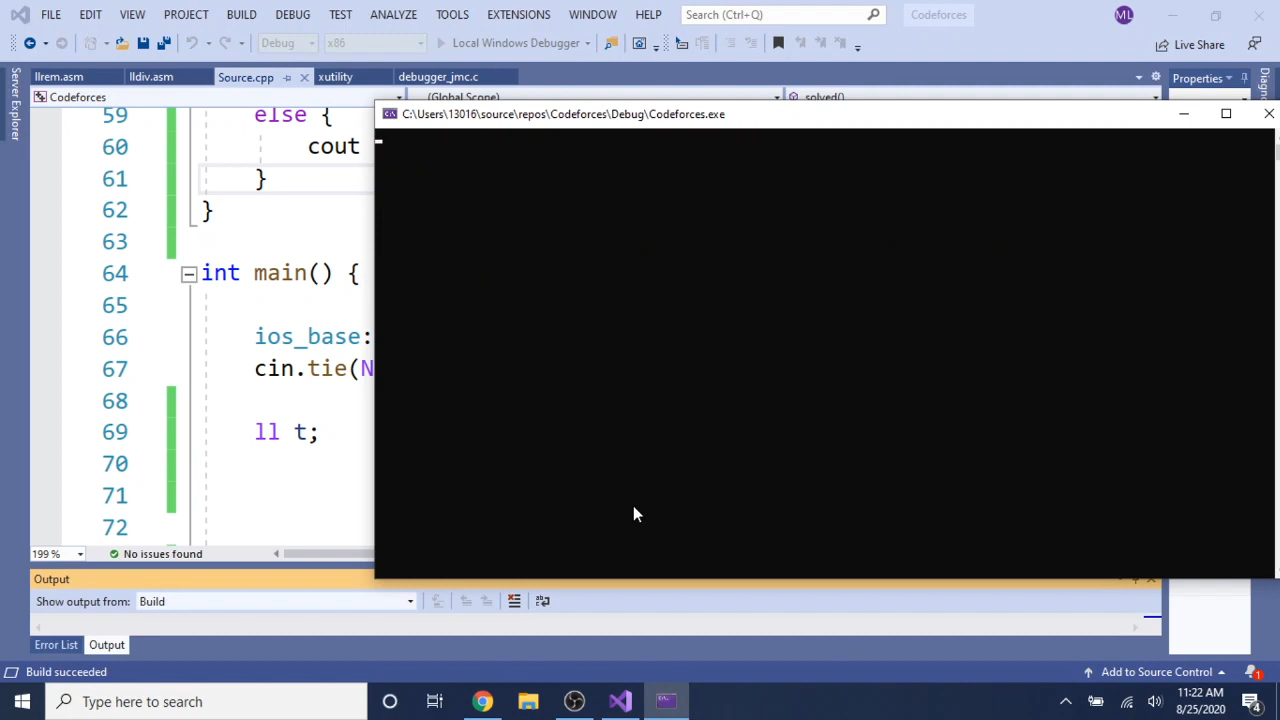 FILE EDIT VIEW PROJECT BUILD DEBUG TEST ANALYZE TOOLS EXTENSIONS WINDOW HELP Search (Ctrl+Q) Codeforces ML
Debug x86 Local Windows Debugger Live Share
Server Explorer
llrem.asm lldiv.asm Source.cpp xutility debugger_jmc.c Properties
Codeforces (Global Scope) solved()
C:\Users\13016\source\repos\Codeforces\Debug\Codeforces.exe
59 else {
60 cout
61 }
62 }
63
64 int main() {
65
66 ios_base:
67 cin.tie(N
68
69 ll t;
70
71
72
199 % No issues found
Output
Show output from: Build
Error List Output
Build succeeded Add to Source Control 1
Type here to search 11:22 AM
8/25/2020 4